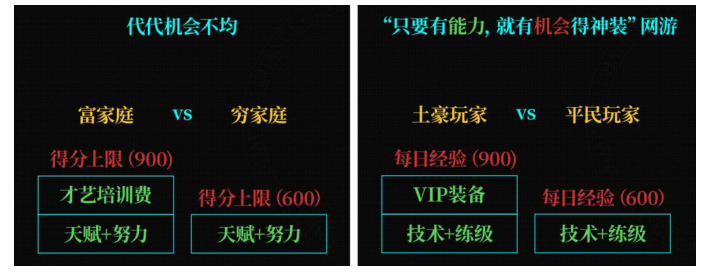 代代机会不均
富家庭 vs 穷家庭
得分上限 (900)
才艺培训费
得分上限 (600)
天赋+努力
天赋+努力
“只要有能力, 就有机会得神装” 网游
土豪玩家 vs 平民玩家
每日经验 (900)
VIP装备
每日经验 (600)
技术+练级
技术+练级